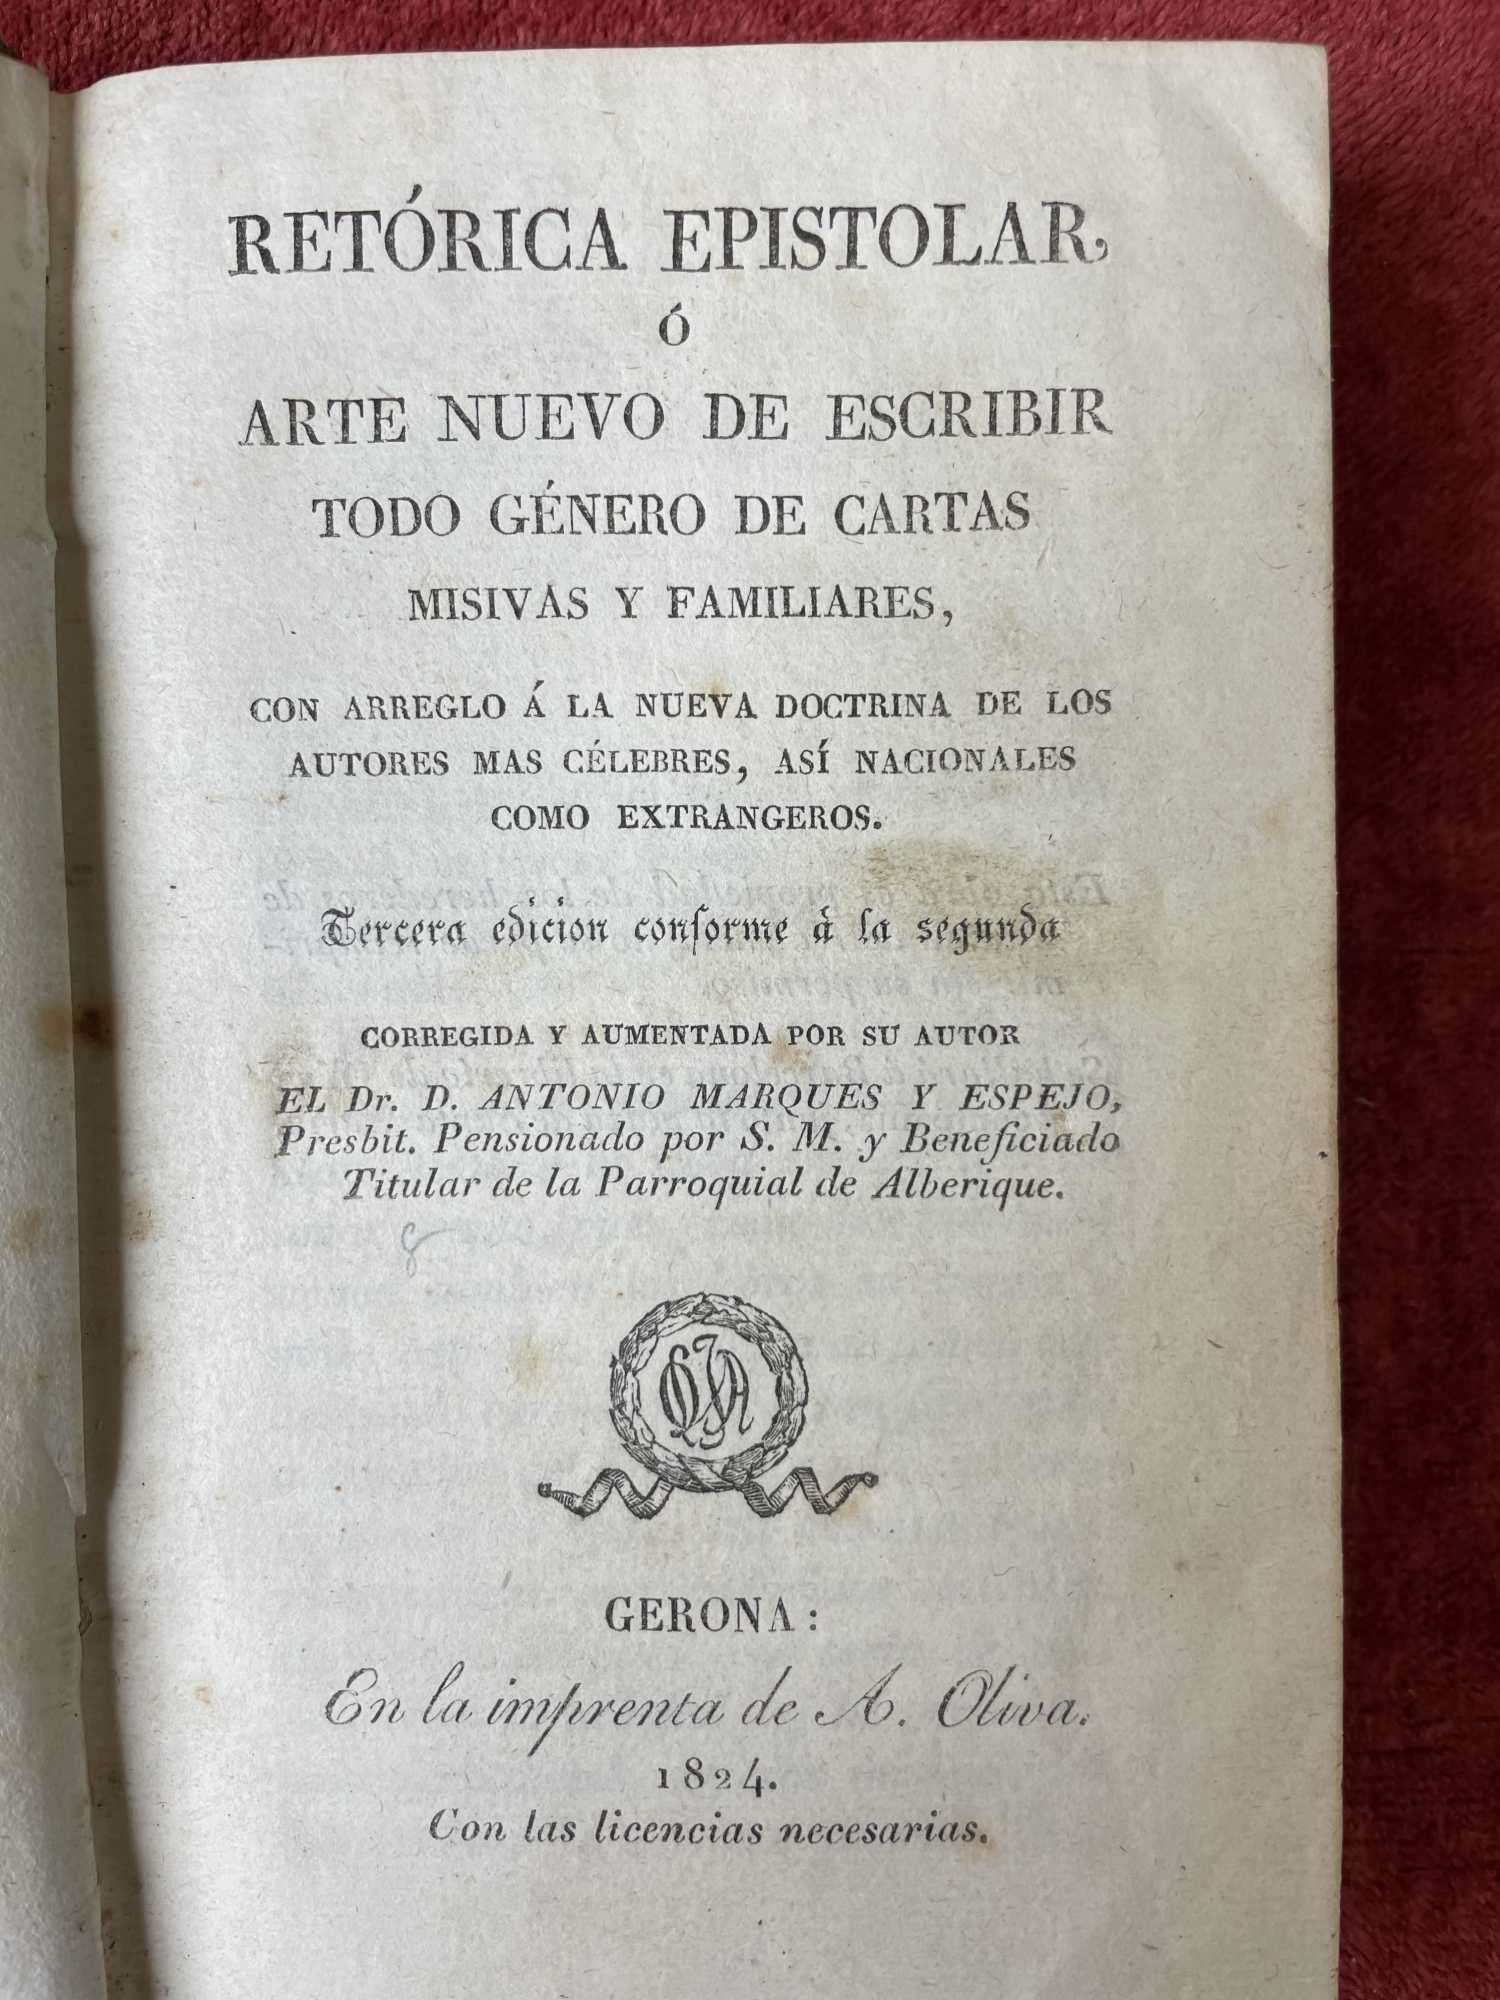 RETÓRICA EPISTOLAR,
Ó
ARTE NUEVO DE ESCRIBIR
TODO GÉNERO DE CARTAS
MISIVAS Y FAMILIARES,
CON ARREGLO Á LA NUEVA DOCTRINA DE LOS
AUTORES MAS CÉLEBRES, ASÍ NACIONALES
COMO EXTRANGEROS.
Tercera edicion conforme á la segunda
CORREGIDA Y AUMENTADA POR SU AUTOR
EL Dr. D. ANTONIO MARQUES Y ESPEJO,
Presbit. Pensionado por S. M. y Beneficiado
Titular de la Parroquial de Alberique.
GERONA:
En la imprenta de A. Oliva.
1824.
Con las licencias necesarias.